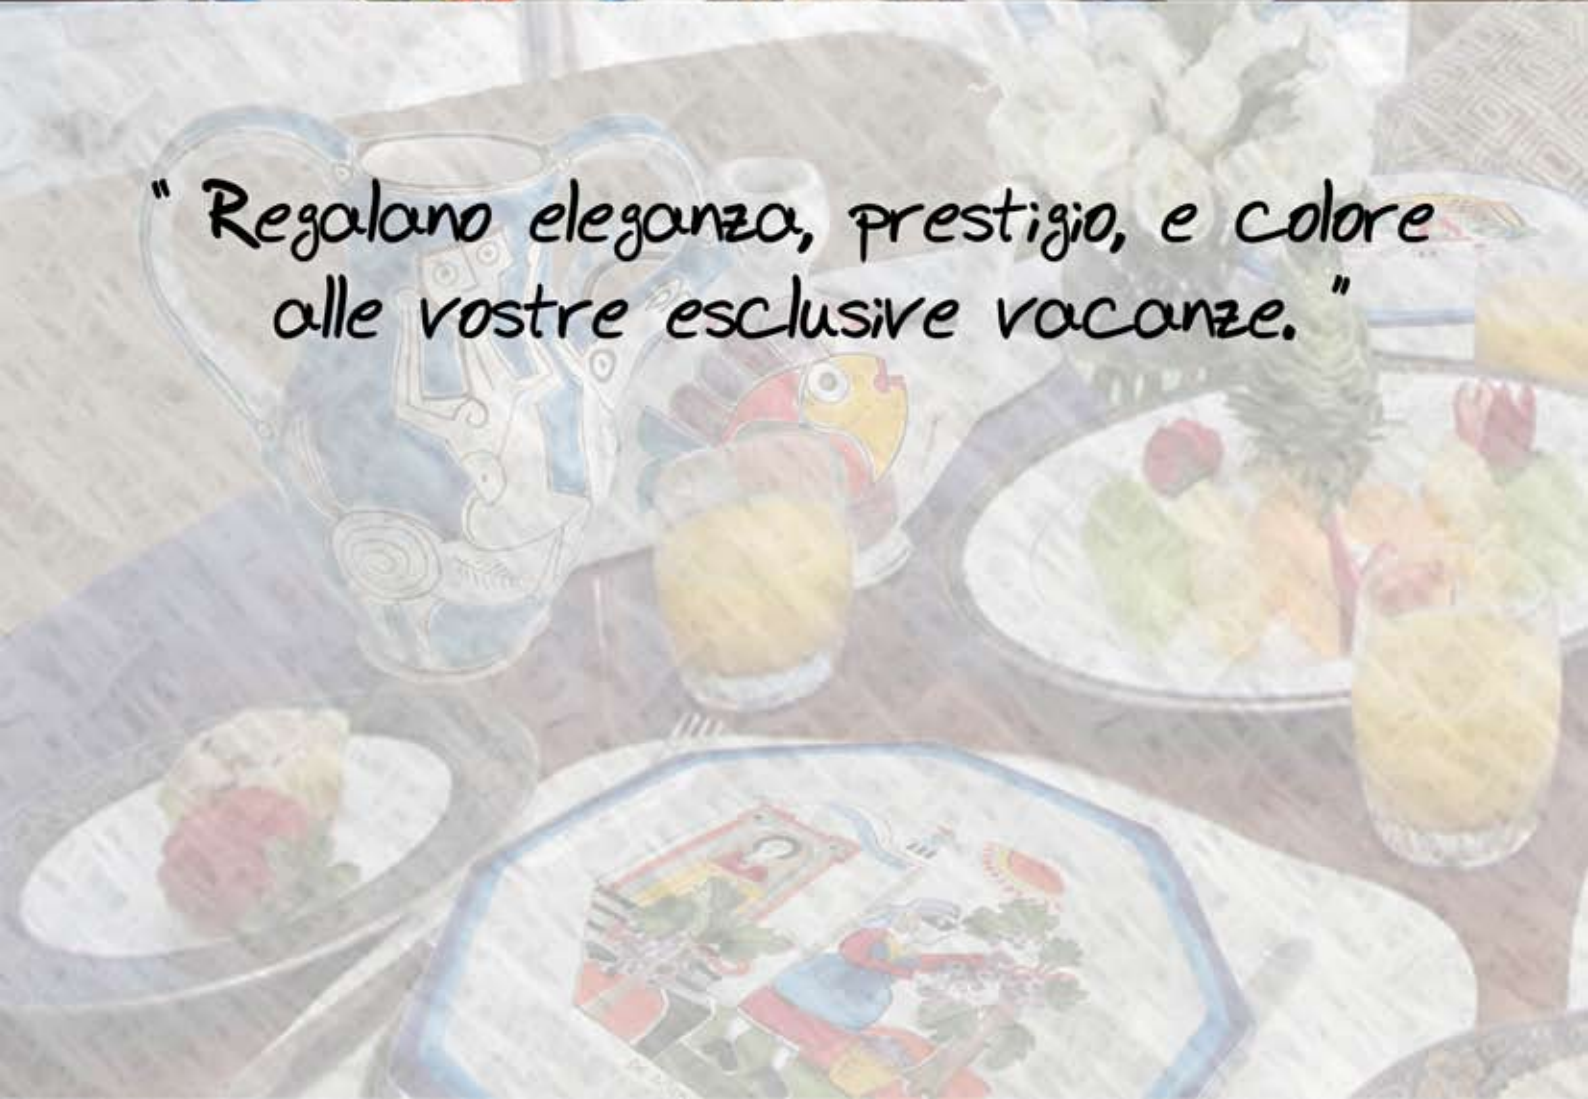 " Regalano eleganza, prestigio, e colore
alle vostre esclusive vacanze. "